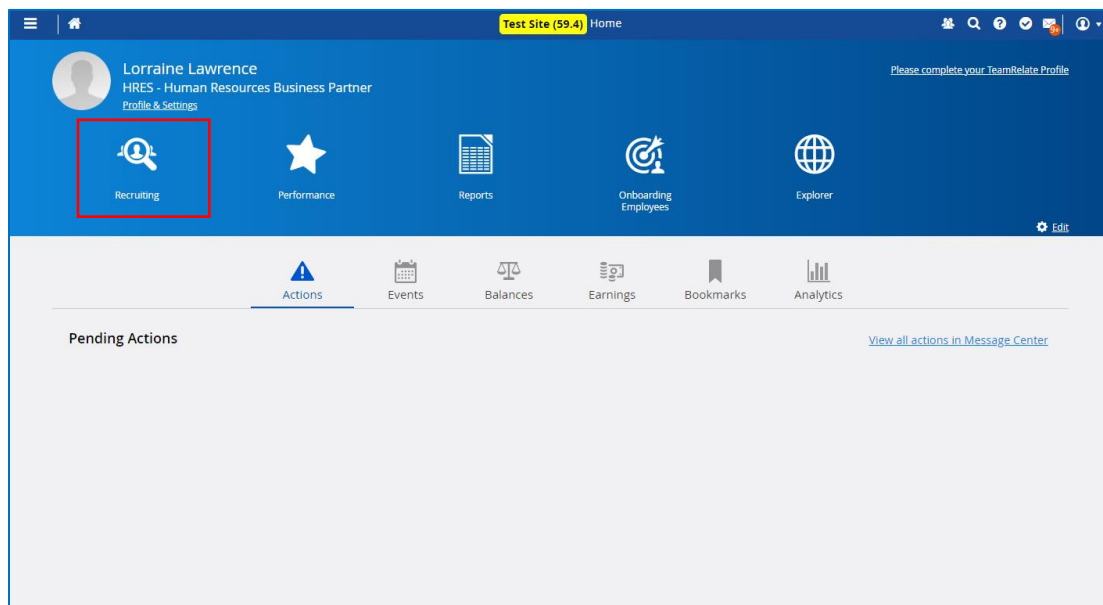 Test Site (59.4) Home
9+
Lorraine Lawrence
HRES - Human Resources Business Partner
Profile & Settings
Please complete your TeamRelate Profile
Recruiting
Performance
Reports
Onboarding
Employees
Explorer
Edit
Actions
Events
Balances
Earnings
Bookmarks
Analytics
Pending Actions
View all actions in Message Center